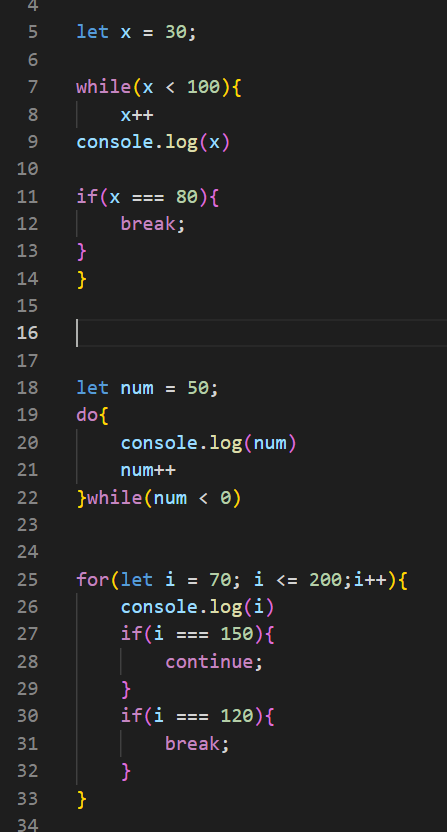 4
5 let x = 30;
6
7 while(x < 100){
8     x++
9 console.log(x)
10
11 if(x === 80){
12     break;
13 }
14 }
15
16
17
18 let num = 50;
19 do{
20     console.log(num)
21     num++
22 }while(num < 0)
23
24
25 for(let i = 70; i <= 200;i++){
26     console.log(i)
27     if(i === 150){
28         continue;
29     }
30     if(i === 120){
31         break;
32     }
33 }
34